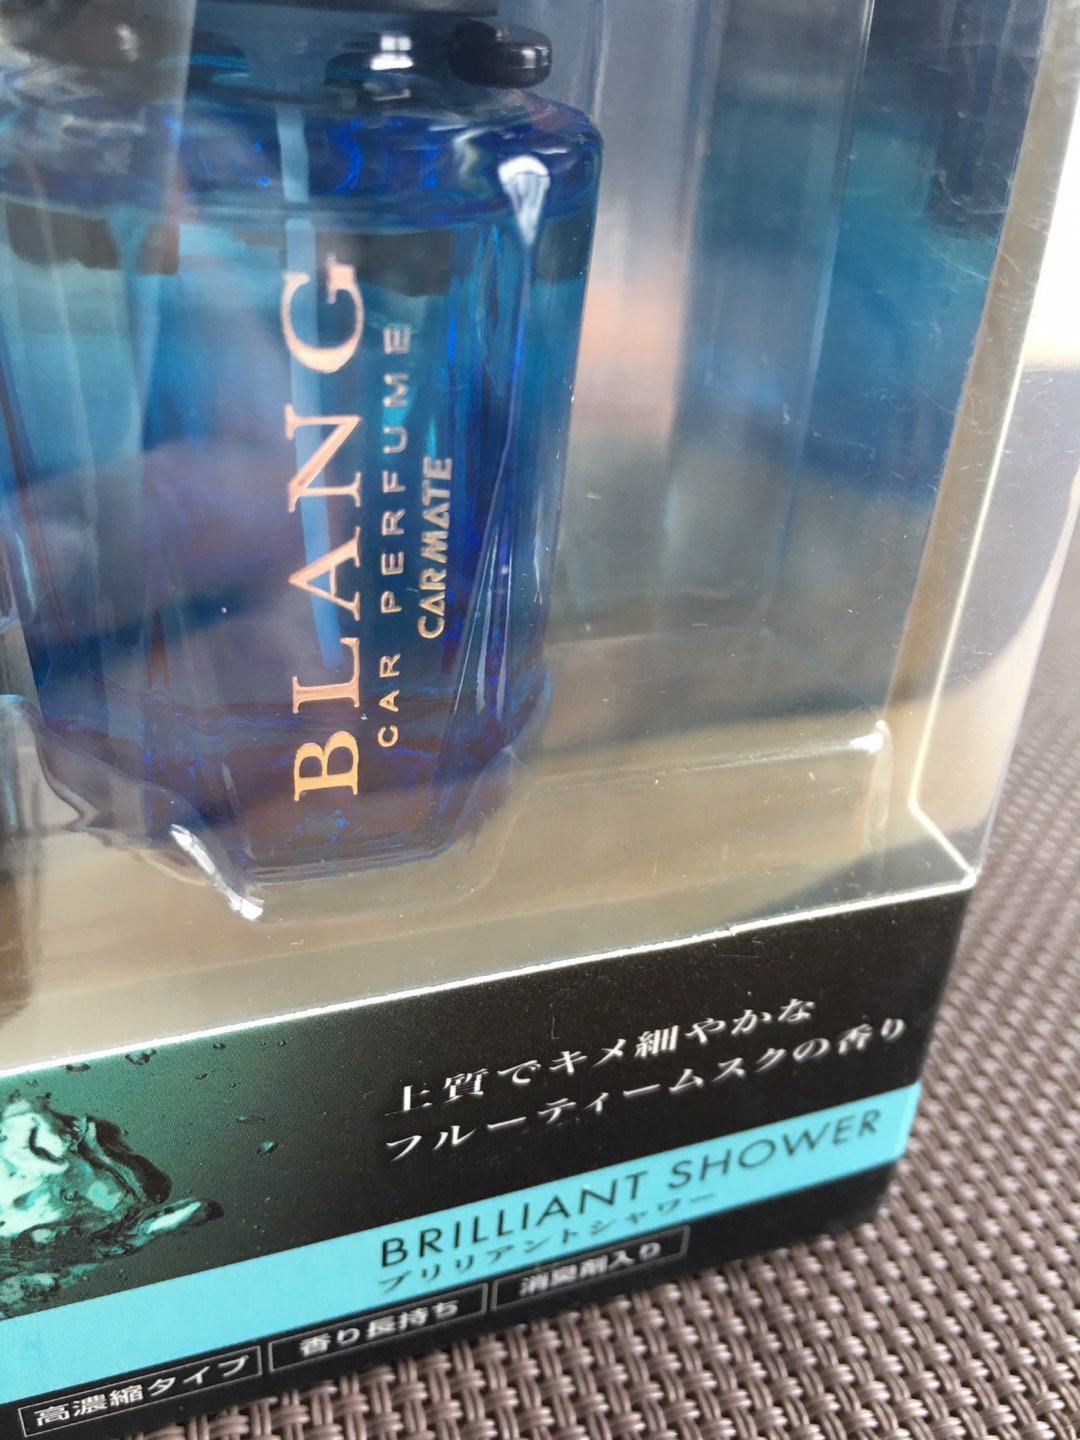 BLANG
CAR PERFUME
CARMATE
上質でキメ細やかな
フルーティームスクの香り
BRILLIANT SHOWER
ブリリアントシャワー
高濃縮タイプ
香り長持ち
消臭剤入り